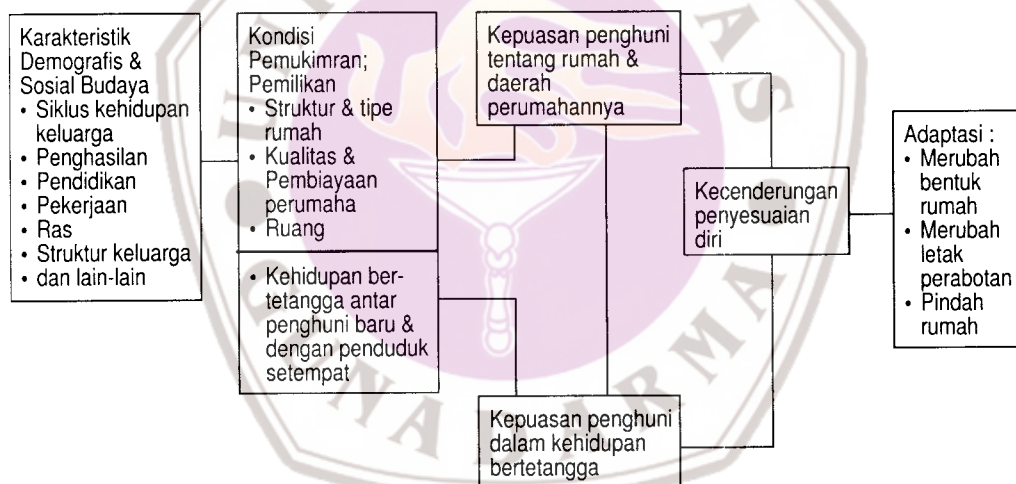 Karakteristik
Demografis &
Sosial Budaya
• Siklus kehidupan
keluarga
• Penghasilan
• Pendidikan
• Pekerjaan
• Ras
• Struktur keluarga
• dan lain-lain
Kondisi
Pemukimran;
Pemilikan
• Struktur & tipe
rumah
• Kualitas &
Pembiayaan
perumaha
• Ruang
• Kehidupan ber-
tetangga antar
penghuni baru &
dengan penduduk
setempat
Kepuasan penghuni
tentang rumah &
daerah
perumahannya
Kepuasan penghuni
dalam kehidupan
bertetangga
Kecenderungan
penyesuaian
diri
Adaptasi :
• Merubah
bentuk
rumah
• Merubah
letak
perabotan
• Pindah
rumah
UNIVERSITAS
GUNADARMA